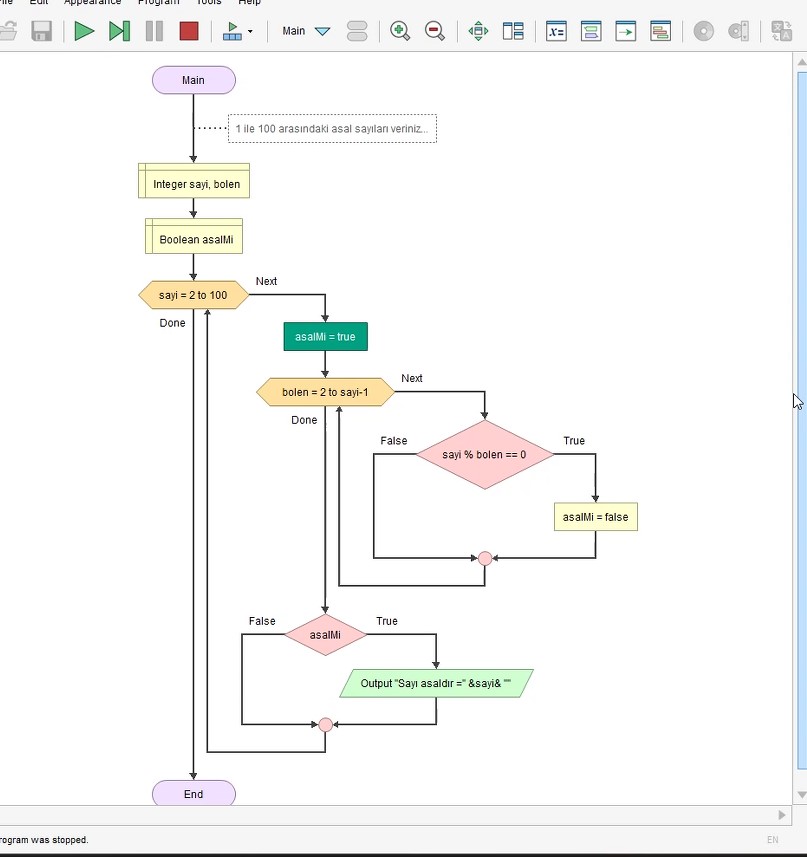 Edit Appearance Program Tools Help
Main
Main
1 ile 100 arasındaki asal sayıları veriniz...
Integer sayi, bolen
Boolean asalMi
Next
sayi = 2 to 100
Done
asalMi = true
Next
bolen = 2 to sayi-1
Done
False
True
sayi % bolen == 0
asalMi = false
False
True
asalMi
Output "Sayı asaldır =" &sayi& ""
End
rogram was stopped.
EN